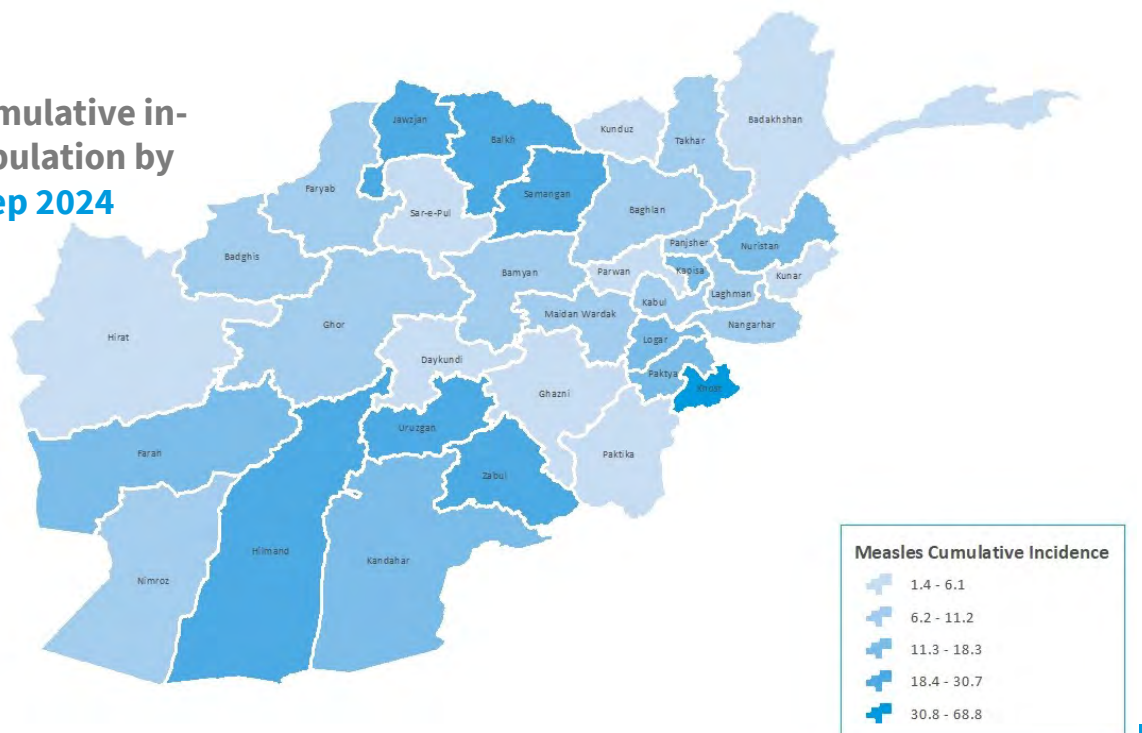 mulative in-
pulation by
ep 2024
Jawzjan
Balkh
Kunduz
Takhar
Badakhshan
Faryab
Sar-e-Pul
Samangan
Baghlan
Panjsher
Nuristan
Badghis
Bamyan
Parwan
Kapisa
Kunar
Laghman
Kabul
Hirat
Ghor
Maidan Wardak
Nangarhar
Logar
Daykundi
Paktya
Khost
Ghazni
Uruzgan
Farah
Paktika
Zabul
Hilmand
Kandahar
Nimroz
Measles Cumulative Incidence
1.4 - 6.1
6.2 - 11.2
11.3 - 18.3
18.4 - 30.7
30.8 - 68.8